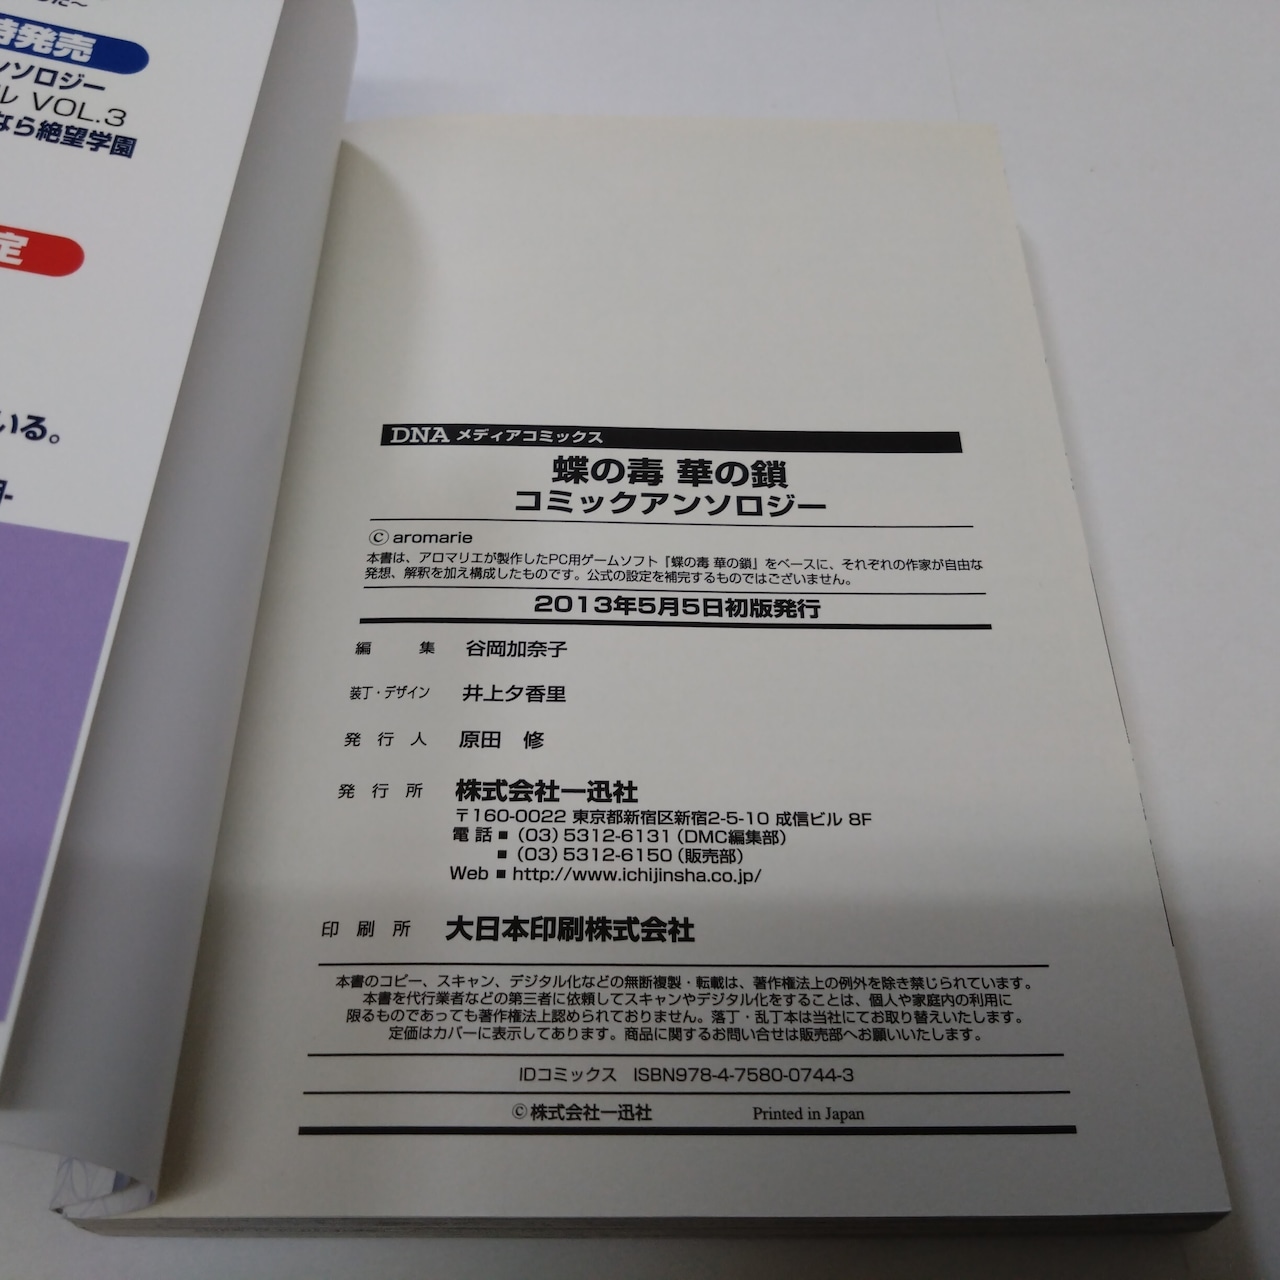 時発売
ンソロジー
ル VOL.3
なら絶望学園
定
いる。
DNA メディアコミックス
蝶の毒 華の鎖
コミックアンソロジー
©aromarie
本書は、アロマリエが製作したPC用ゲームソフト「蝶の毒 華の鎖」をベースに、それぞれの作家が自由な
発想、解釈を加え構成したものです。公式の設定を補完するものではございません。
2013年5月5日初版発行
編 集 谷岡加奈子
装丁・デザイン 井上夕香里
発 行 人 原田 修
発 行 所 株式会社一迅社
〒160-0022 東京都新宿区新宿2-5-10 成信ビル 8F
電話■(03)5312-6131(DMC編集部)
■(03)5312-6150(販売部)
Web ■ http://www.ichijinsha.co.jp/
印 刷 所 大日本印刷株式会社
本書のコピー、スキャン、デジタル化などの無断複製・転載は、著作権法上の例外を除き禁じられています。
本書を代行業者などの第三者に依頼してスキャンやデジタル化をすることは、個人や家庭内の利用に
限るものであっても著作権法上認められておりません。落丁・乱丁本は当社にてお取り替えいたします。
定価はカバーに表示してあります。商品に関するお問い合せは販売部へお願いいたします。
IDコミックス ISBN978-4-7580-0744-3
©株式会社一迅社 Printed in Japan